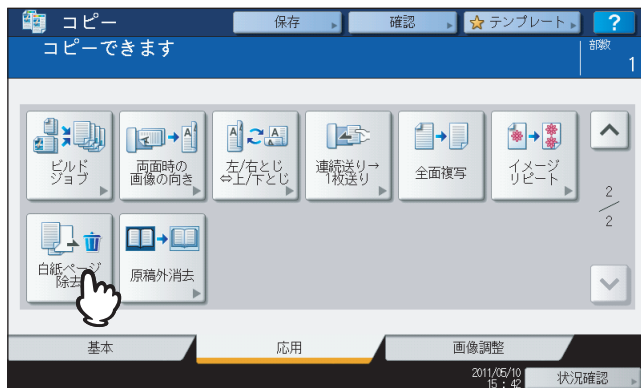 コピー
保存
確認
テンプレート
?
コピーできます
部数
1
ビルド
ジョブ
両面時の
画像の向き
左/右とじ
⇔上/下とじ
連続送り→
1枚送り
全面複写
イメージ
リピート
2
/
2
白紙ページ
除去
原稿外消去
基本
応用
画像調整
2011/05/10
15 : 42
状況確認